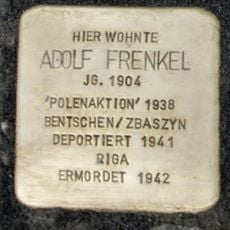 HIER WOHNTE
ADOLF FRENKEL
JG. 1904
'POLENAKTION' 1938
BENTSCHEN/ZBASZYN
DEPORTIERT 1941
RIGA
ERMORDET 1942